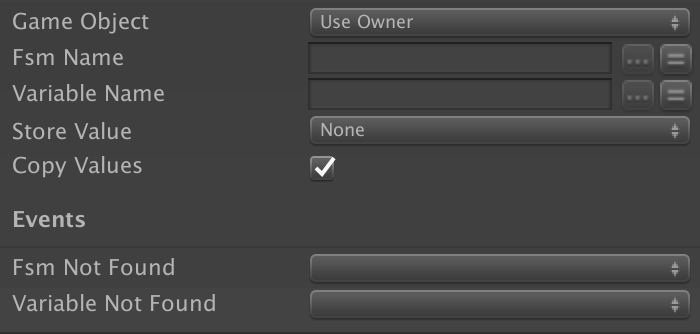 Game Object Use Owner
Fsm Name
Variable Name
Store Value None
Copy Values
Events
Fsm Not Found
Variable Not Found